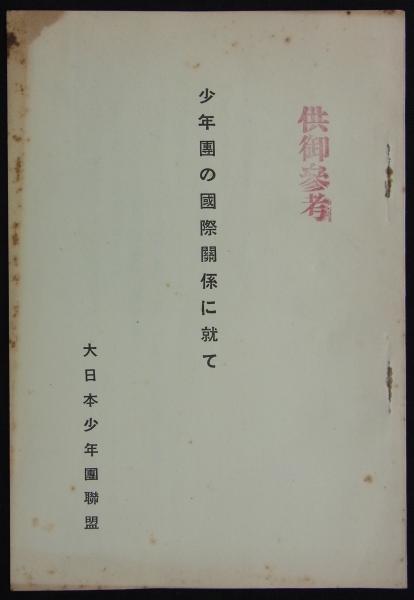 供御參考
少年團の國際關係に就て
大日本少年團聯盟